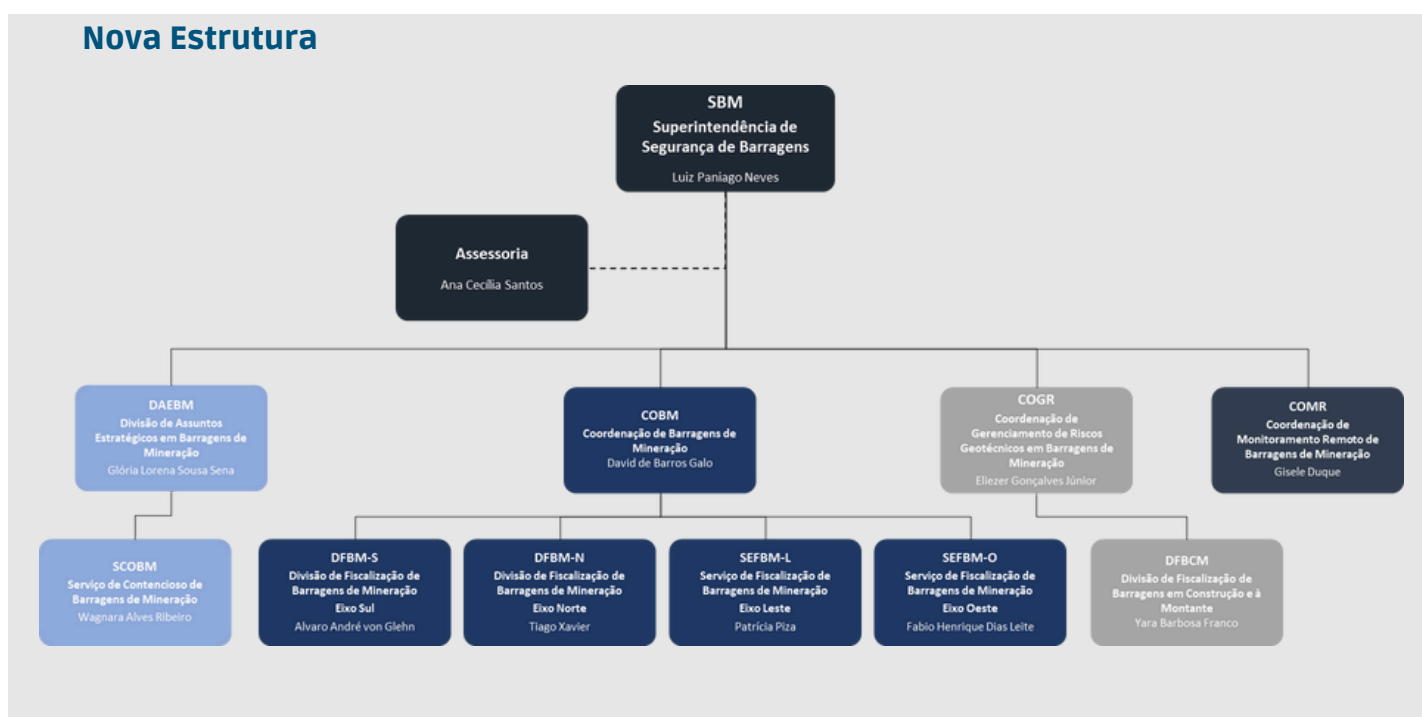 Nova Estrutura
SBM
Superintendência de
Segurança de Barragens
Luiz Paniago Neves
Assessoria
Ana Cecília Santos
DAEBM
Divisão de Assuntos
Estratégicos em Barragens de
Mineração
Glória Lorena Sousa Sena
COBM
Coordenação de Barragens de
Mineração
David de Barros Galo
COGR
Coordenação de
Gerenciamento de Riscos
Geotécnicos em Barragens de
Mineração
Eliezer Gonçalves Júnior
COMR
Coordenação de
Monitoramento Remoto de
Barragens de Mineração
Gisele Duque
SCOBM
Serviço de Contencioso de
Barragens de Mineração
Wagnara Alves Ribeiro
DFBM-S
Divisão de Fiscalização de
Barragens de Mineração
Eixo Sul
Alvaro André von Glehn
DFBM-N
Divisão de Fiscalização de
Barragens de Mineração
Eixo Norte
Tiago Xavier
SEFBM-L
Serviço de Fiscalização de
Barragens de Mineração
Eixo Leste
Patrícia Piza
SEFBM-O
Serviço de Fiscalização de
Barragens de Mineração
Eixo Oeste
Fabio Henrique Dias Leite
DFBCM
Divisão de Fiscalização de
Barragens em Construção e à
Montante
Yara Barbosa Franco